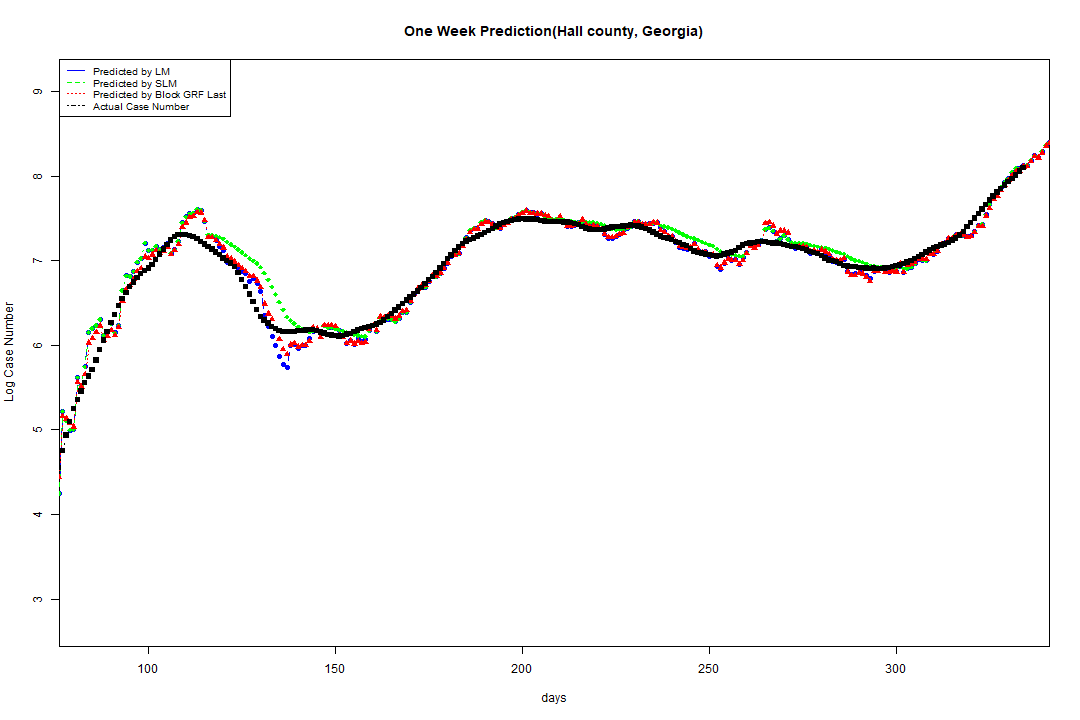 One Week Prediction(Hall county, Georgia)
Predicted by LM
Predicted by SLM
Predicted by Block GRF Last
Actual Case Number
9
8
7
6
5
4
3
Log Case Number
100 150 200 250 300
days